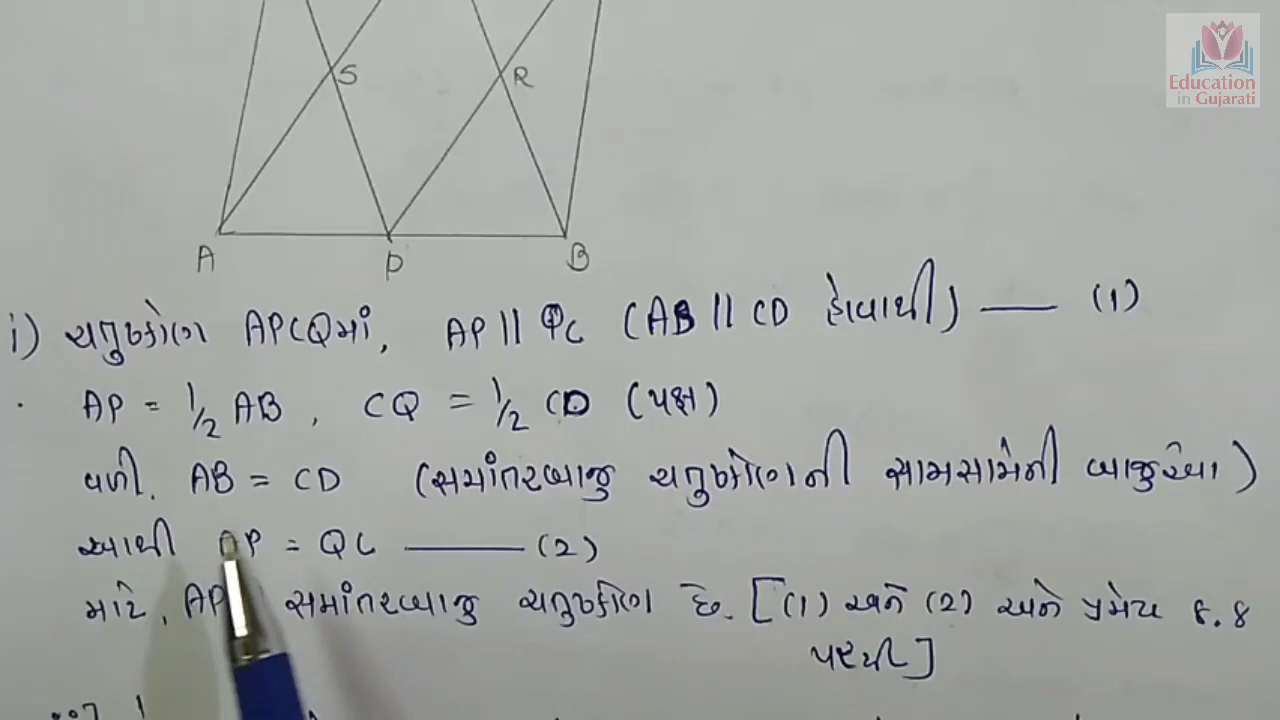 S R
Education
in Gujarati
A P B
i) ચતુષ્કોણ APCQમાં, AP || QC (AB || CD હોવાથી) — (1)
AP = 1/2 AB, CQ = 1/2 CD (પક્ષ)
વળી. AB = CD (સમાંતરબાજુ ચતુષ્કોણની સામસામેની બાજુઓ)
આથી AP = QC — (2)
માટે, AP સમાંતરબાજુ ચતુષ્કોણ છે. [(1) અને (2) અને પ્રમેય ૮.૪
પરથી]